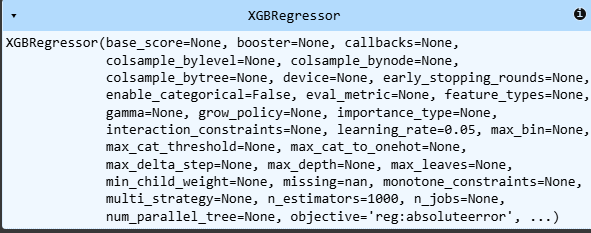 XGBRegressor
XGBRegressor(base_score=None, booster=None, callbacks=None,
colsample_bylevel=None, colsample_bynode=None,
colsample_bytree=None, device=None, early_stopping_rounds=None,
enable_categorical=False, eval_metric=None, feature_types=None,
gamma=None, grow_policy=None, importance_type=None,
interaction_constraints=None, learning_rate=0.05, max_bin=None,
max_cat_threshold=None, max_cat_to_onehot=None,
max_delta_step=None, max_depth=None, max_leaves=None,
min_child_weight=None, missing=nan, monotone_constraints=None,
multi_strategy=None, n_estimators=1000, n_jobs=None,
num_parallel_tree=None, objective='reg:absoluteerror', ...)